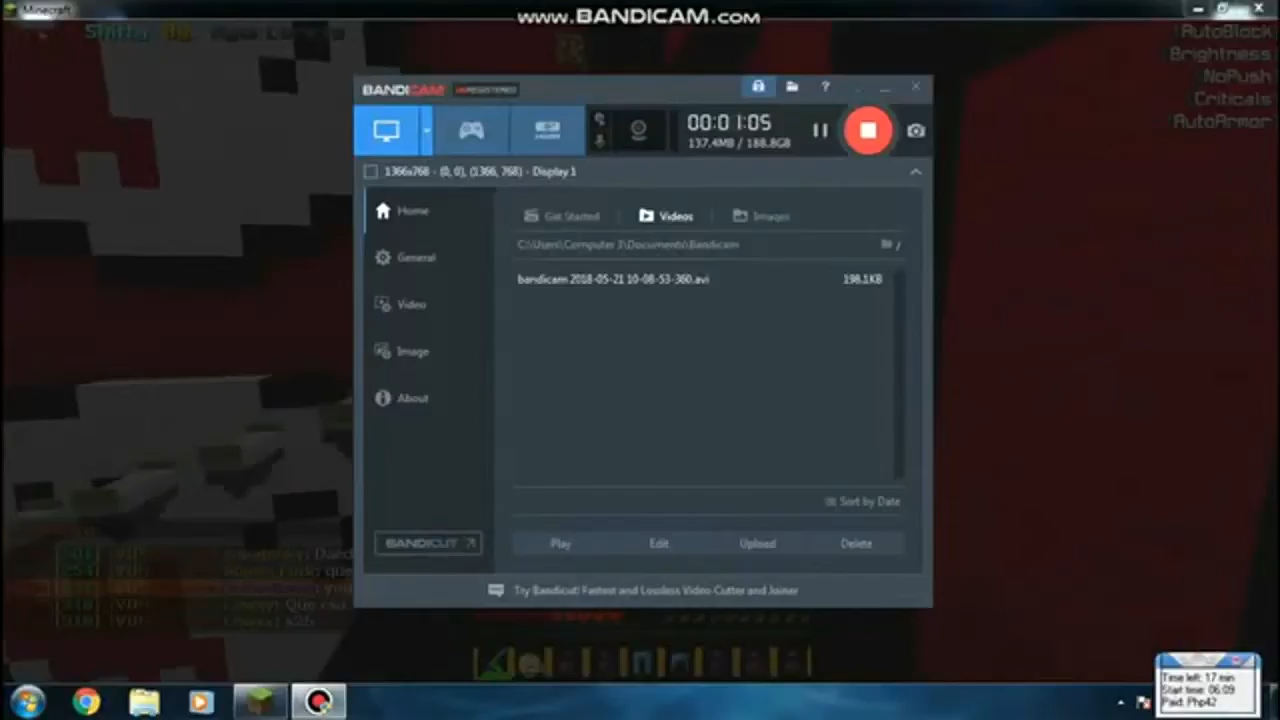 Minecraft
www.BANDICAM.com
AutoBlock
Brightness
NoPush
Criticals
AutoArmor
BANDICAM UNREGISTERED
?
00:01:05
137.4MB / 188.8GB
1366x768 - (0, 0), (1366, 768) - Display 1
Home
General
Video
Image
About
Get Started
Videos
Images
C:\Users\Computer 3\Documents\Bandicam
bandicam 2018-05-21 10-08-53-360.avi 198.1KB
Sort by Date
BANDICUT
Play Edit Upload Delete
Try Bandicut! Fastest and Lossless Video Cutter and Joiner
VIP
VIP
VIP
Time left: 17 min
Start time: 06:09
Paid: Php42